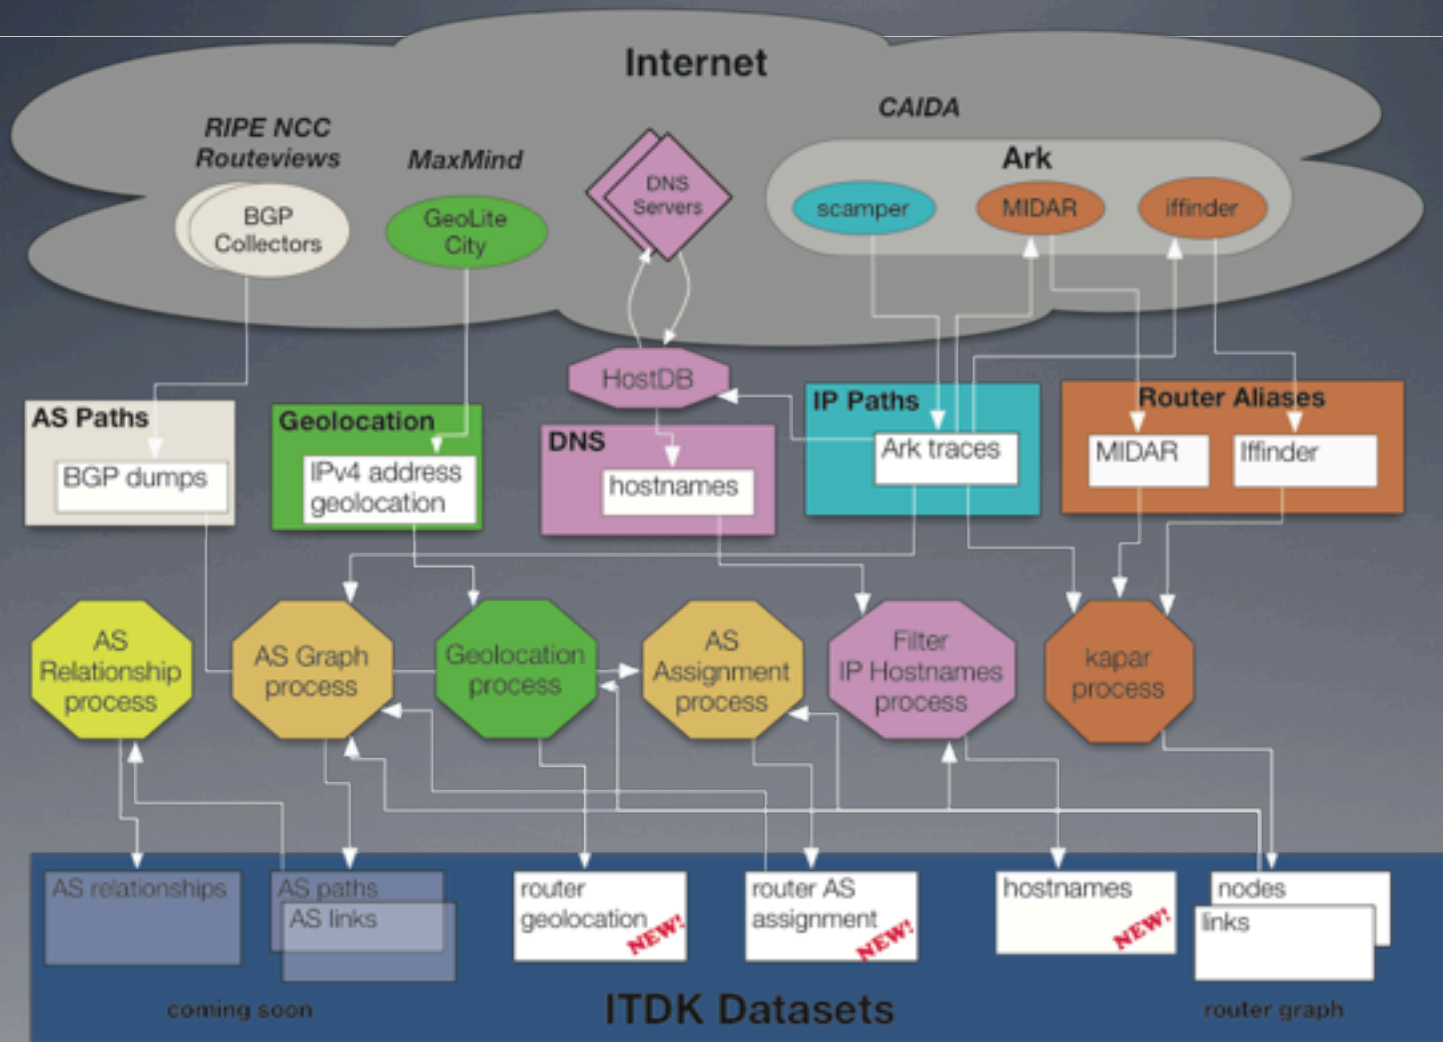 Internet
RIPE NCC
Routeviews
MaxMind
CAIDA
Ark
BGP
Collectors
GeoLite
City
DNS
Servers
scamper
MIDAR
iffinder
HostDB
AS Paths
BGP dumps
Geolocation
IPv4 address
geolocation
DNS
hostnames
IP Paths
Ark traces
Router Aliases
MIDAR
Iffinder
AS
Relationship
process
AS Graph
process
Geolocation
process
AS
Assignment
process
Filter
IP Hostnames
process
kapar
process
AS relationships
AS paths
AS links
router
geolocation
NEW!
router AS
assignment
NEW!
hostnames
NEW!
nodes
links
coming soon
ITDK Datasets
router graph